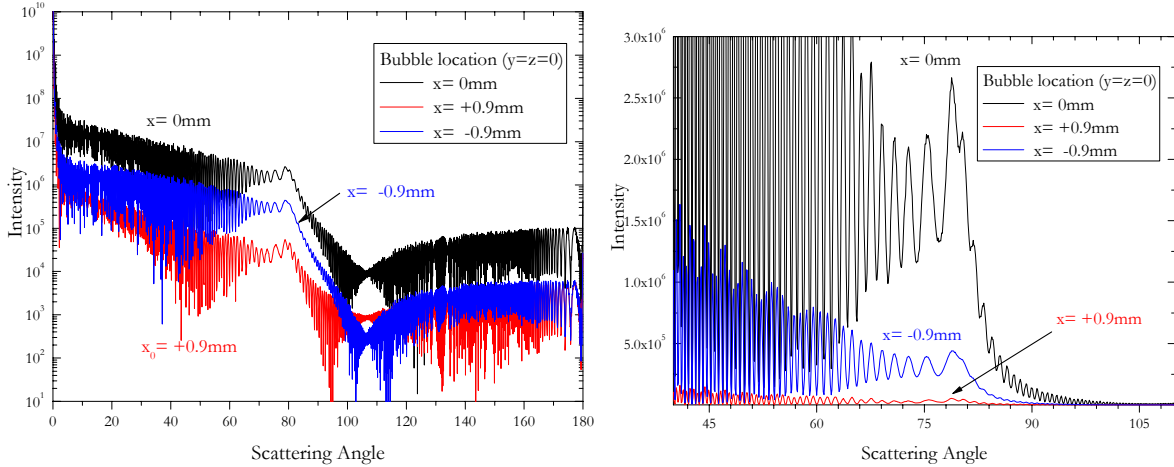 10^10
10^9
10^8
10^7
10^6
10^5
10^4
10^3
10^2
10^1
Intensity
0 20 40 60 80 100 120 140 160 180
Scattering Angle
Bubble location (y=z=0)
x= 0mm
x= +0.9mm
x= -0.9mm
x= 0mm
x= -0.9mm
x₀= +0.9mm
3.0x10^6
2.5x10^6
2.0x10^6
1.5x10^6
1.0x10^6
5.0x10^5
Intensity
45 60 75 90 105
Scattering Angle
x= 0mm
Bubble location (y=z=0)
x= 0mm
x= +0.9mm
x= -0.9mm
x= +0.9mm
x= -0.9mm